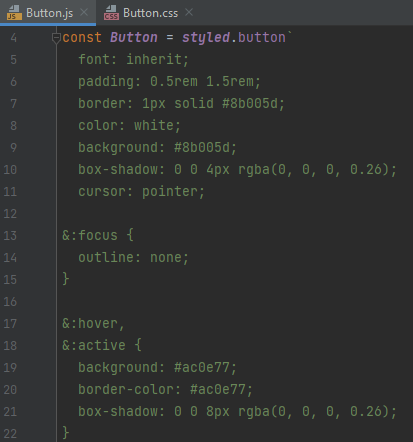 Button.js
Button.css
4 const Button = styled.button`
5 font: inherit;
6 padding: 0.5rem 1.5rem;
7 border: 1px solid #8b005d;
8 color: white;
9 background: #8b005d;
10 box-shadow: 0 0 4px rgba(0, 0, 0, 0.26);
11 cursor: pointer;
12
13 &:focus {
14 outline: none;
15 }
16
17 &:hover,
18 &:active {
19 background: #ac0e77;
20 border-color: #ac0e77;
21 box-shadow: 0 0 8px rgba(0, 0, 0, 0.26);
22 }